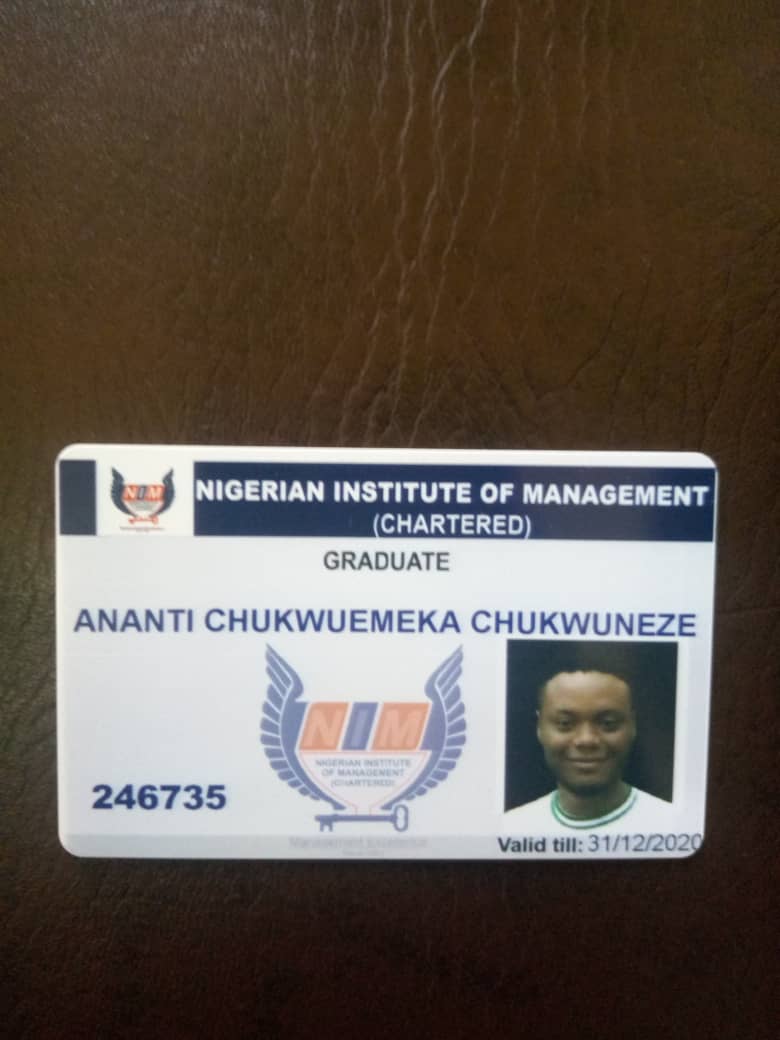 NIM
NIGERIAN INSTITUTE OF MANAGEMENT
(CHARTERED)
GRADUATE
ANANTI CHUKWUEMEKA CHUKWUNEZE
NIM
NIGERIAN INSTITUTE
OF MANAGEMENT
(CHARTERED)
246735
Management Excellence
Valid till: 31/12/2020